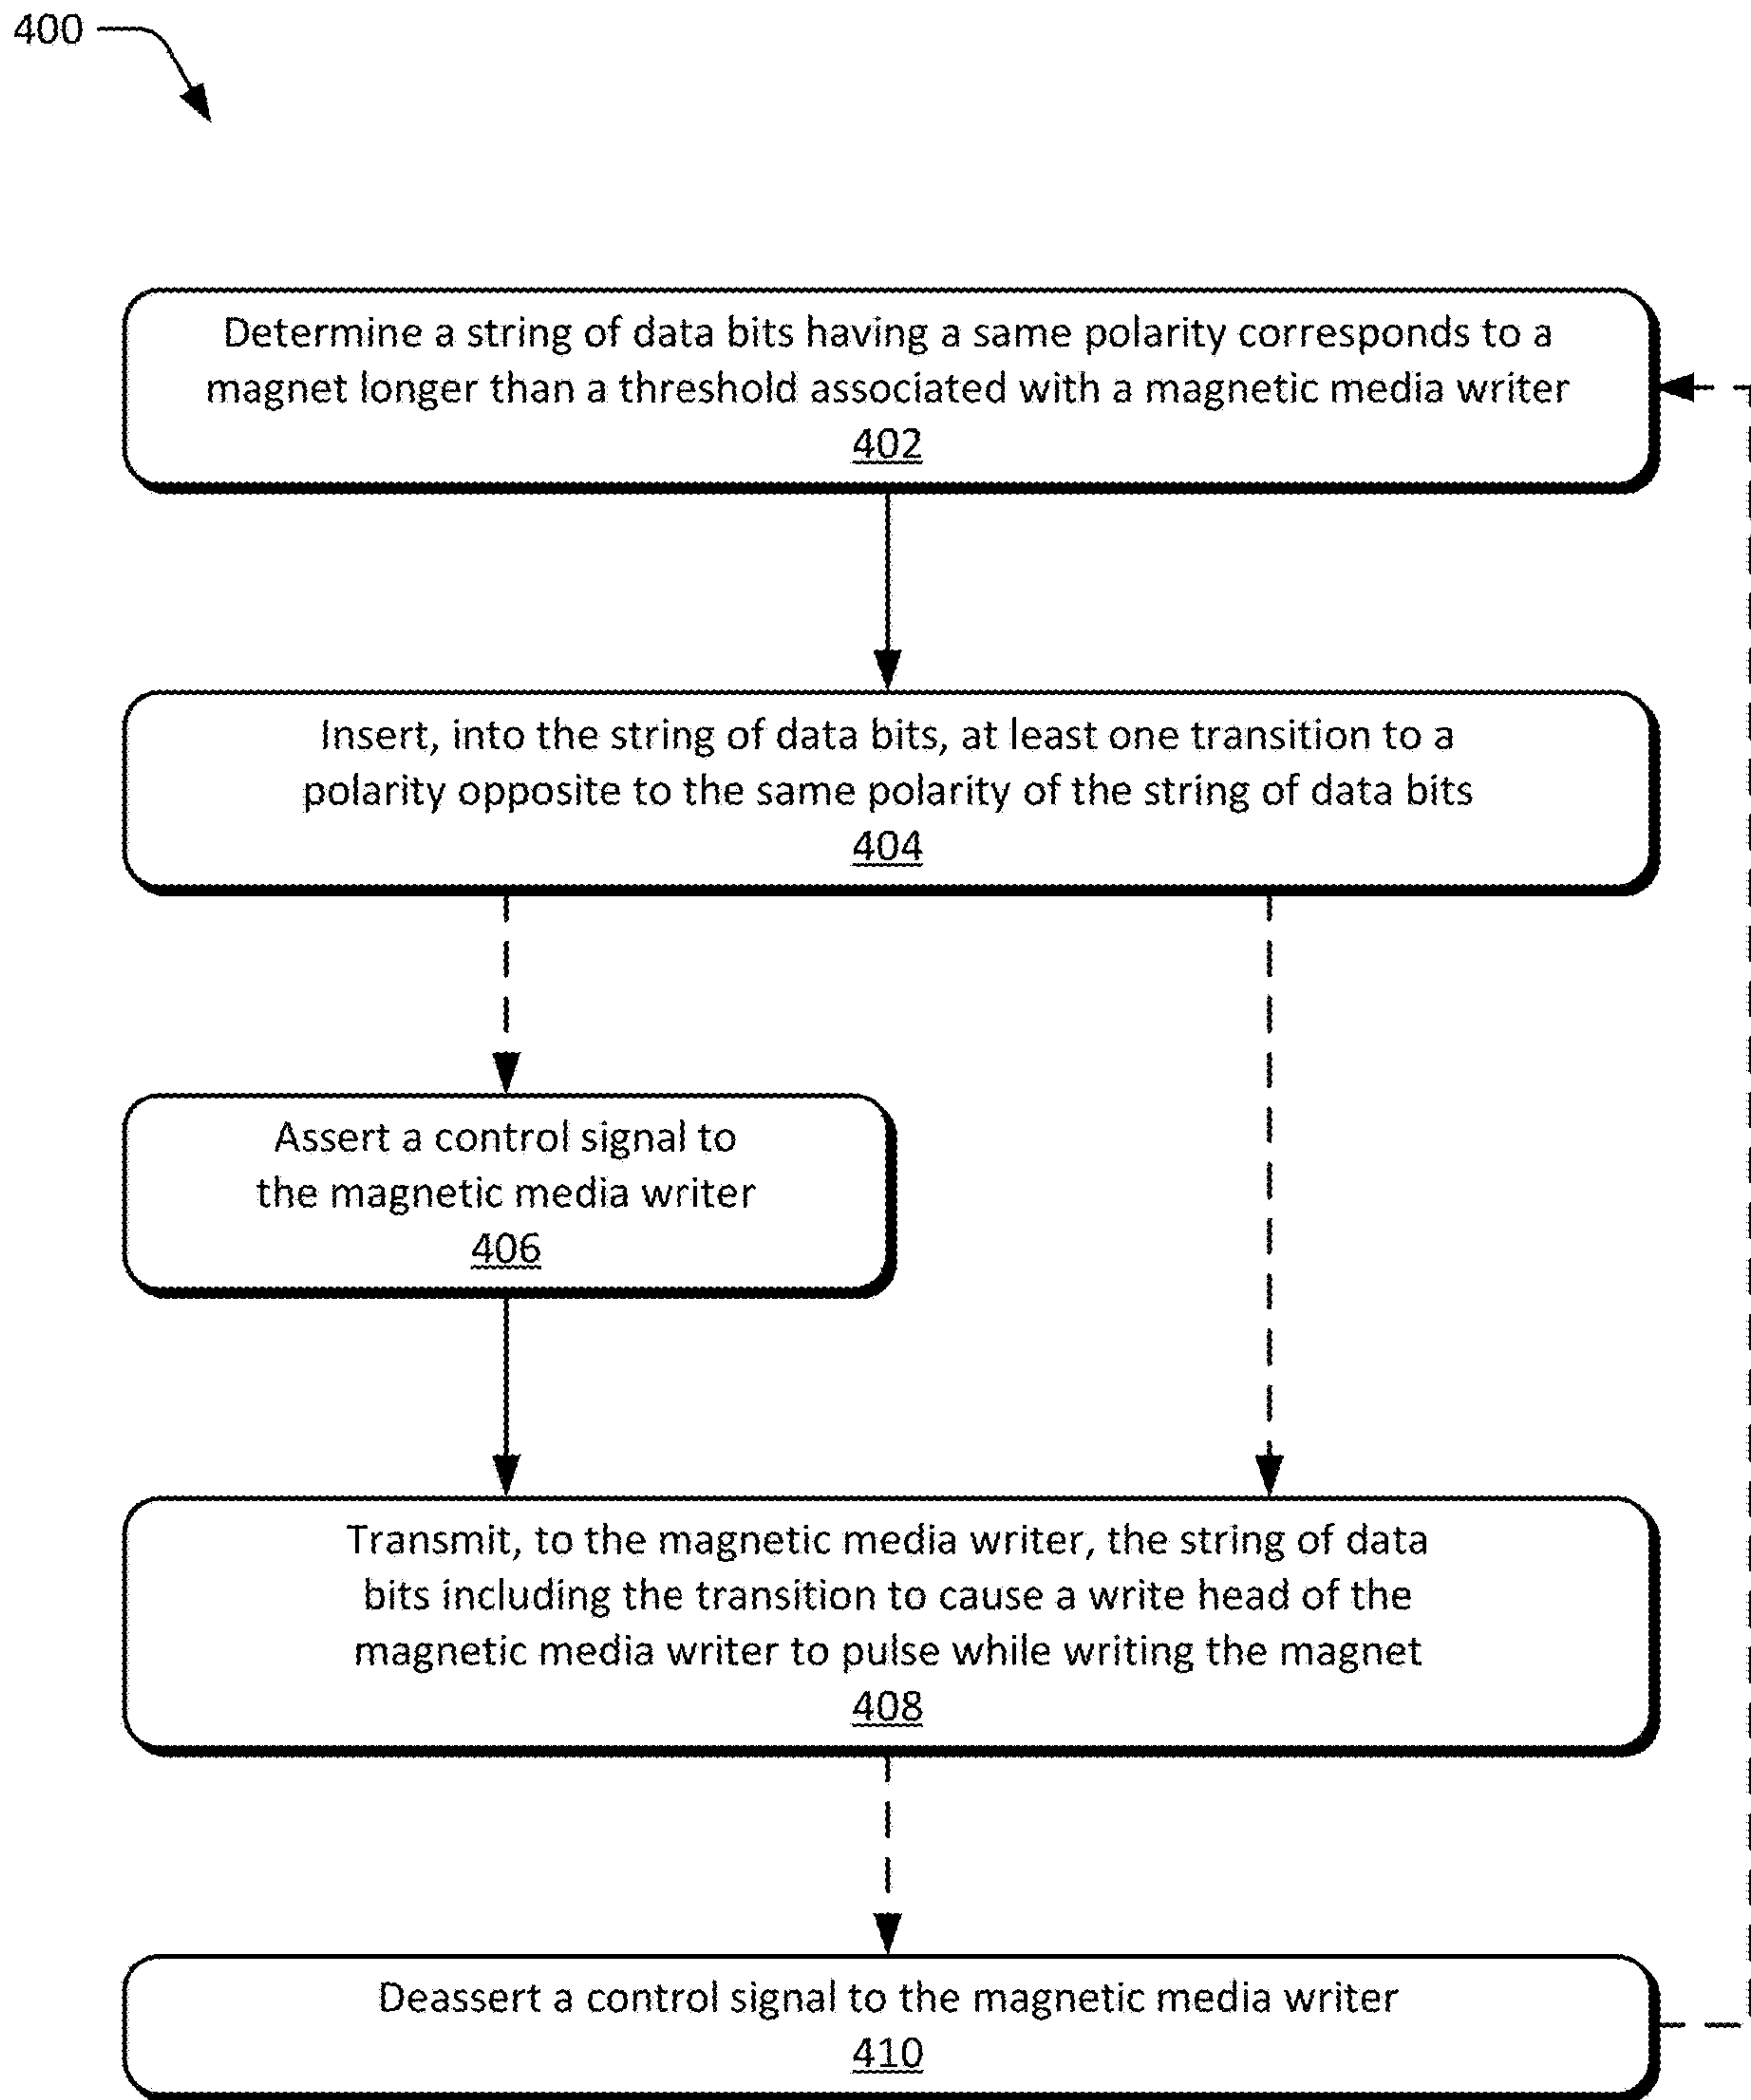 400
Determine a string of data bits having a same polarity corresponds to a
magnet longer than a threshold associated with a magnetic media writer
402
Insert, into the string of data bits, at least one transition to a
polarity opposite to the same polarity of the string of data bits
404
Assert a control signal to
the magnetic media writer
406
Transmit, to the magnetic media writer, the string of data
bits including the transition to cause a write head of the
magnetic media writer to pulse while writing the magnet
408
Deassert a control signal to the magnetic media writer
410